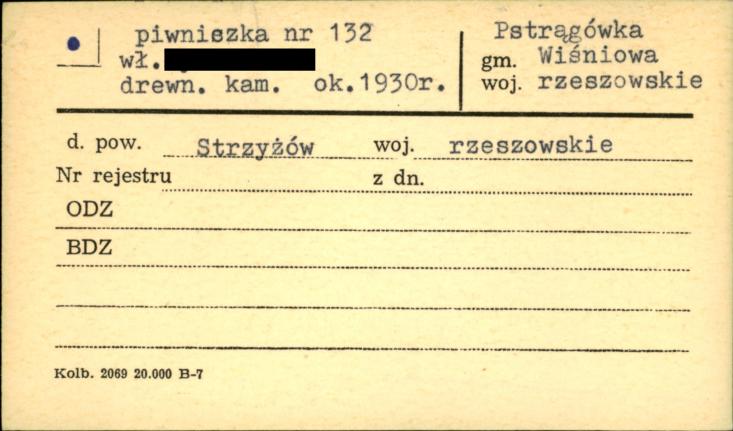 piwniszka nr 132
wł.
drewn. kam. ok.1930r.
Pstrągówka
gm. Wiśniowa
woj. rzeszowskie
d. pow. Strzyżów woj. rzeszowskie
Nr rejestru z dn.
ODZ
BDZ
Kolb. 2069 20.000 B-7